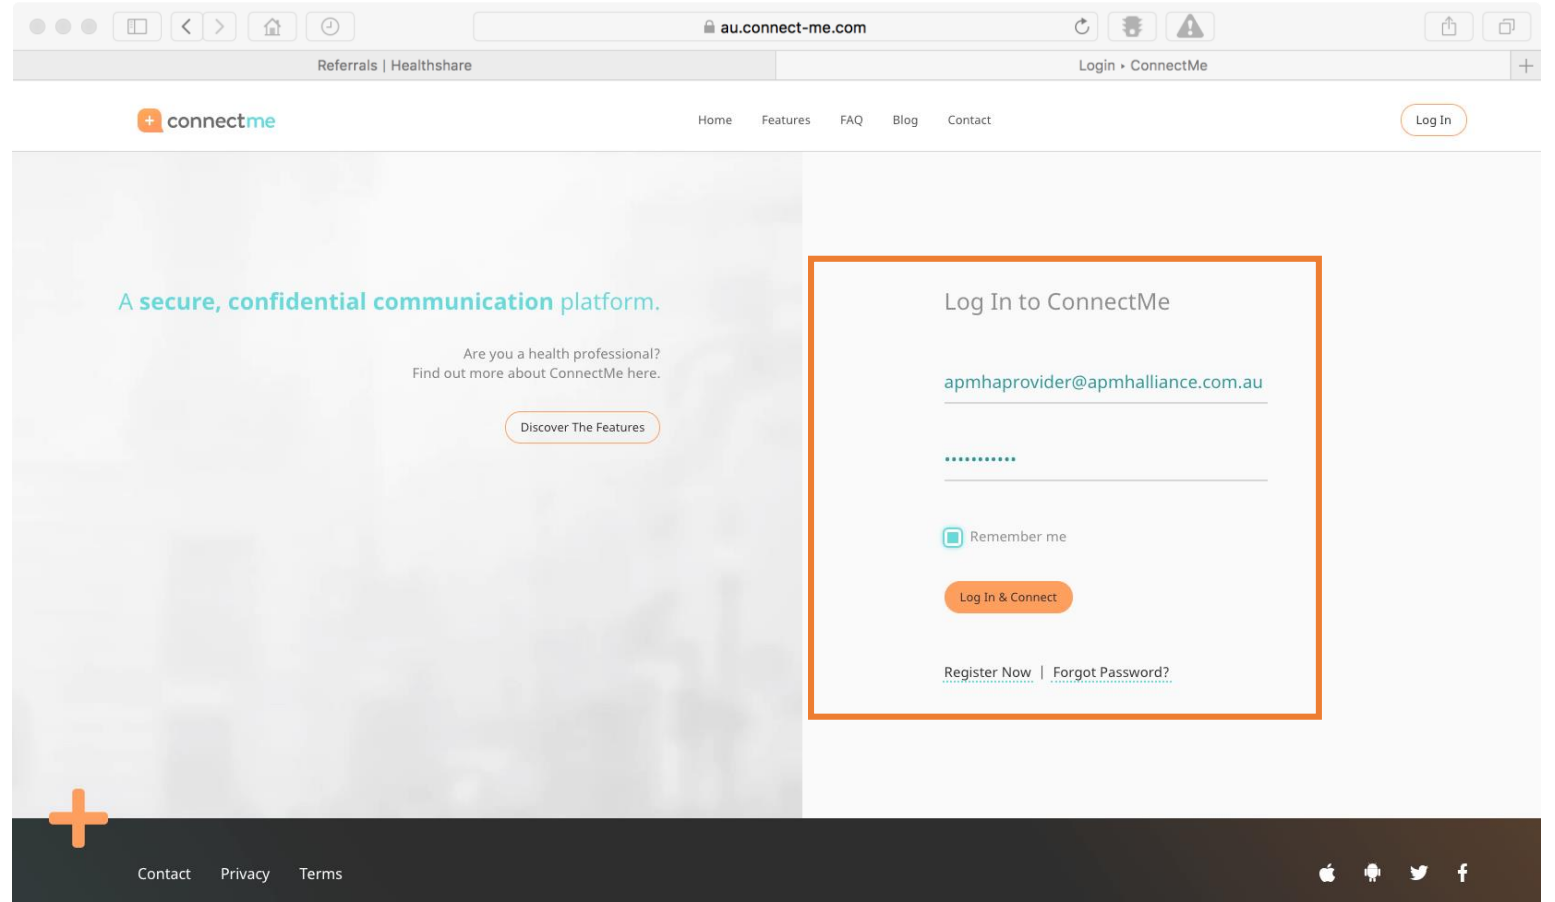 au.connect-me.com
Referrals | Healthshare
Login ▸ ConnectMe
connectme
Home
Features
FAQ
Blog
Contact
Log In
A secure, confidential communication platform.
Are you a health professional?
Find out more about ConnectMe here.
Discover The Features
Log In to ConnectMe
apmhaprovider@apmhalliance.com.au
•••••••••••
Remember me
Log In & Connect
Register Now | Forgot Password?
Contact
Privacy
Terms